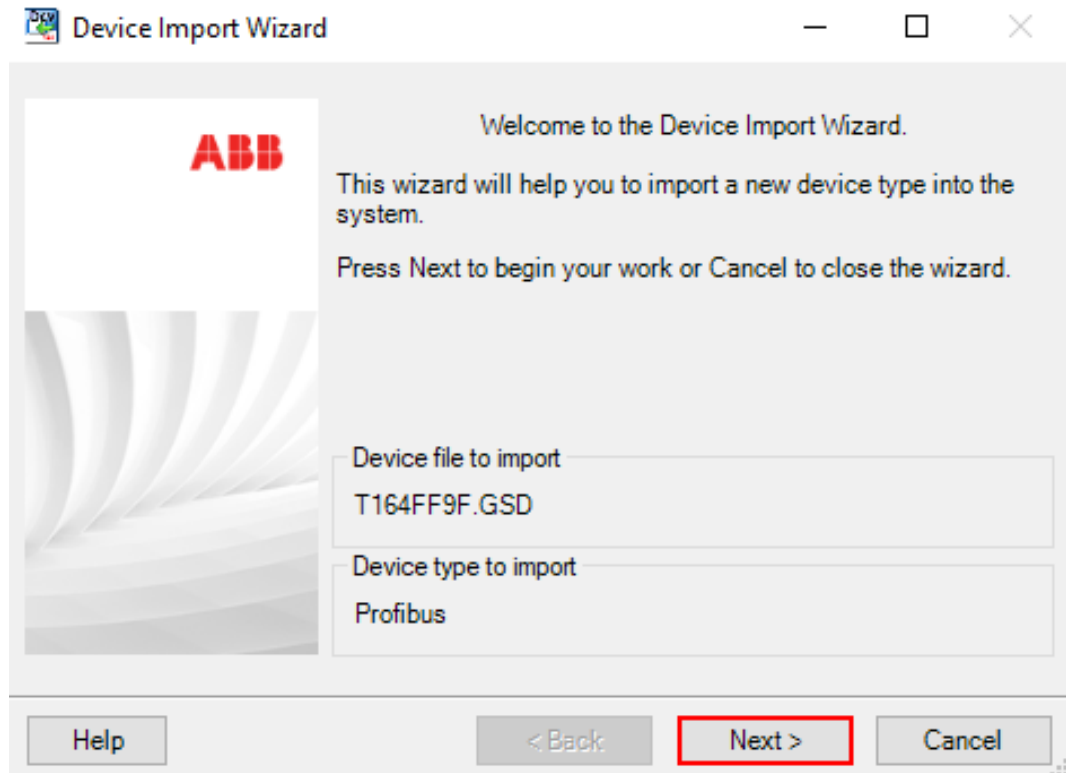 Device Import Wizard
ABB
Welcome to the Device Import Wizard.
This wizard will help you to import a new device type into the
system.
Press Next to begin your work or Cancel to close the wizard.
Device file to import
T164FF9F.GSD
Device type to import
Profibus
Help
< Back
Next >
Cancel